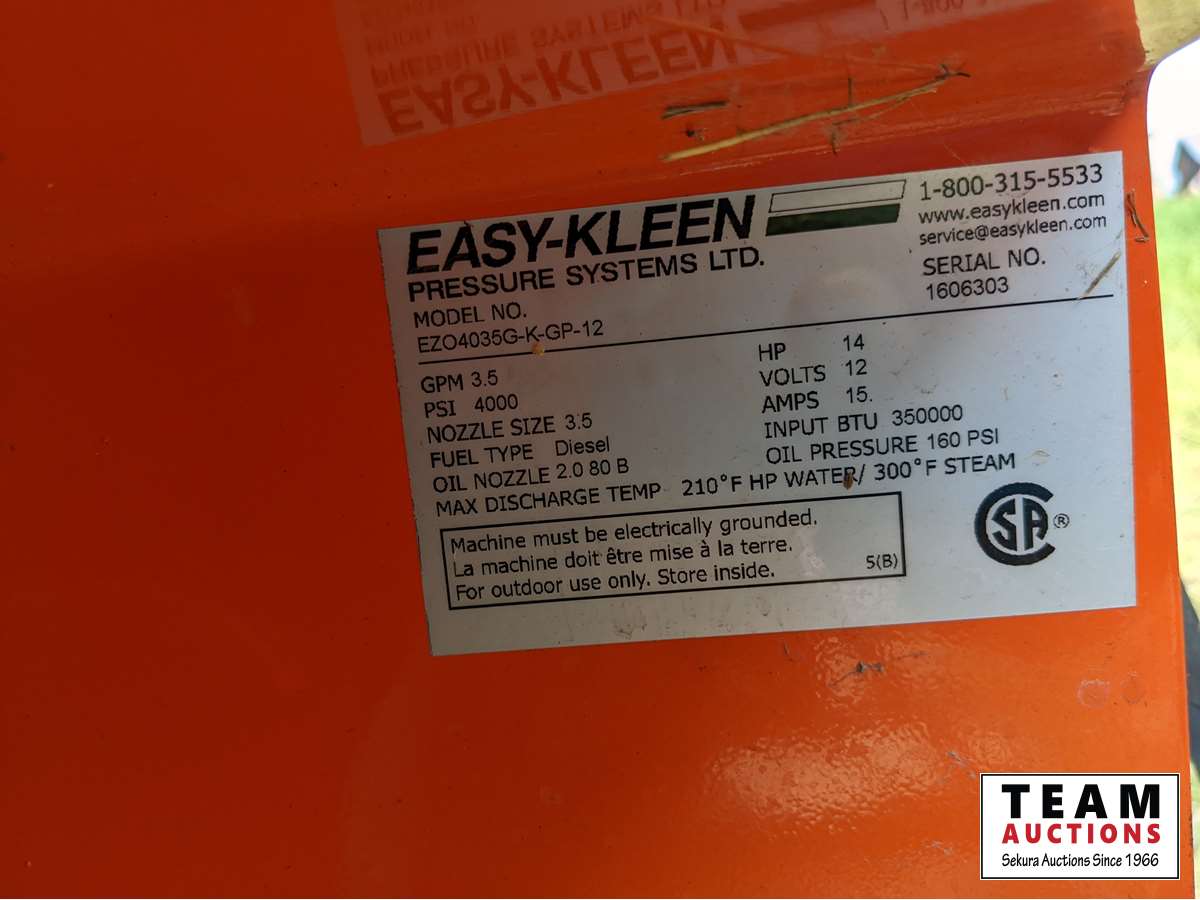 EASY-KLEEN
PRESSURE SYSTEMS LTD.
1-800-315-5533
www.easykleen.com
service@easykleen.com
MODEL NO.
EZO4035G-K-GP-12
SERIAL NO.
1606303
GPM 3.5
PSI 4000
NOZZLE SIZE 3.5
FUEL TYPE Diesel
OIL NOZZLE 2.0 80 B
HP 14
VOLTS 12
AMPS 15.
INPUT BTU 350000
OIL PRESSURE 160 PSI
MAX DISCHARGE TEMP 210°F HP WATER/ 300°F STEAM
Machine must be electrically grounded.
La machine doit être mise à la terre.
For outdoor use only. Store inside. 5(B)
CSA ®
TEAM
AUCTIONS
Sekura Auctions Since 1966